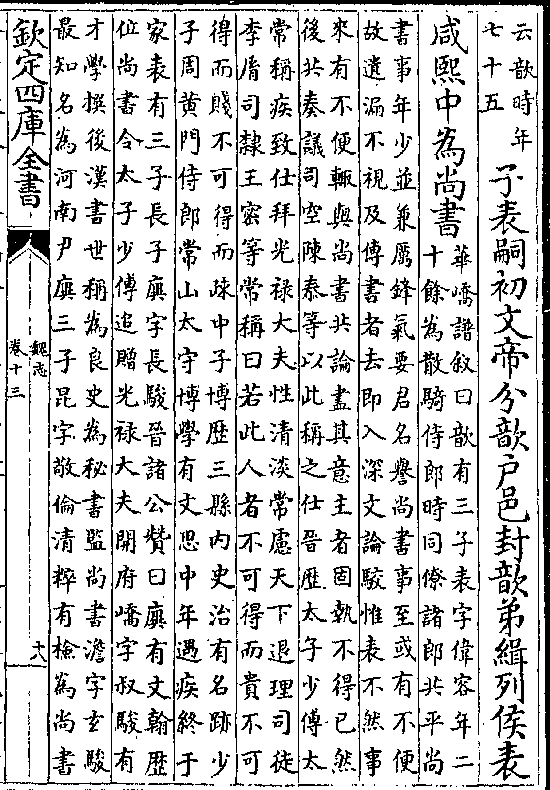 云歆時年
七十五
子表嗣初文帝分歆户邑封歆弟緝列侯表
咸熙中為尚書
華嶠譜敘曰歆有三子表字偉容年二
十餘為散騎侍郎時同僚諸郎共平尚
書事年少並兼厲鋒氣要君名譽尚書事至或有不便
故遺漏不視及傳書者去即入深文論駮惟表不然事
來有不便輒與尚書共論盡其意主者固執不得已然
後共奏議司空陳泰等以此稱之仕晉歷太子少傅太
常稱疾致仕拜光禄大夫性清淡常慮天下退理司徒
李㣧司隸王密等常稱曰若此人者不可得而貴不可
得而賤不可得而疎中子博歷三縣内史治有名跡少
子周黄門侍郎常山太守博學有文思中年遇疾終于
家表有三子長子廙字長駿晉諸公贊曰廙有文翰歷
位尚書令太子少傅追贈光禄大夫開府嶠字叔駿有
才學撰後漢書世稱為良史為秘書監尚書澹字玄駿
最知名為河南尹廙三子昆字敬倫清粹有檢為尚書
欽定四庫全書
魏志
卷十三
十八